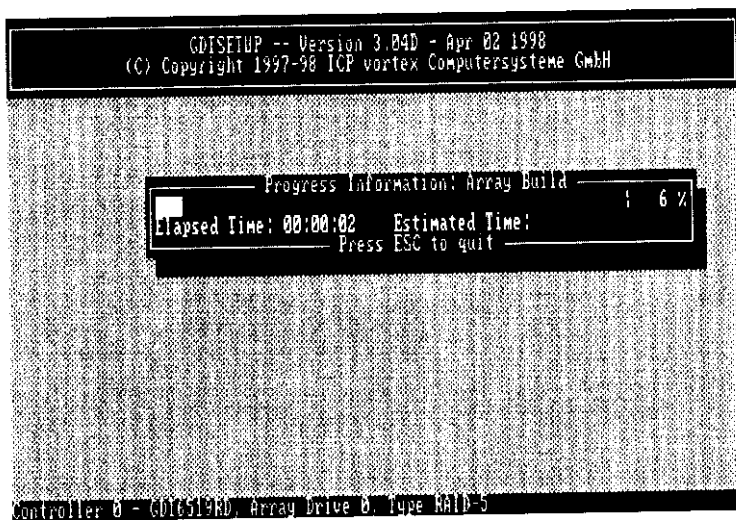 GDTSETUP -- Version 3.04D - Apr 02 1998
(C) Copyright 1997-98 ICP vortex Computersysteme GmbH
Progress Information: Array Build
6 %
Elapsed Time: 00:00:02 Estimated Time:
Press ESC to quit
Controller 0 - GDT6519RD, Array Drive 0, Type RAID-5